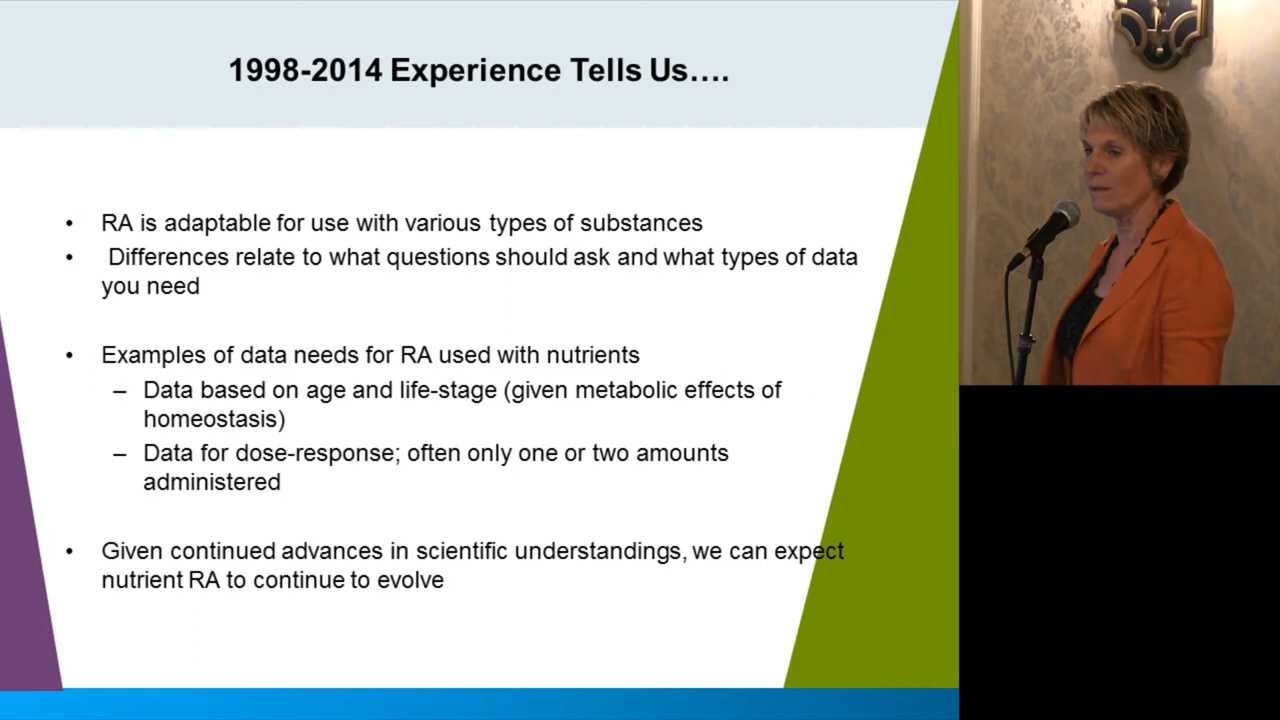 1998-2014 Experience Tells Us….
• RA is adaptable for use with various types of substances
• Differences relate to what questions should ask and what types of data
you need
• Examples of data needs for RA used with nutrients
– Data based on age and life-stage (given metabolic effects of
homeostasis)
– Data for dose-response; often only one or two amounts
administered
• Given continued advances in scientific understandings, we can expect
nutrient RA to continue to evolve